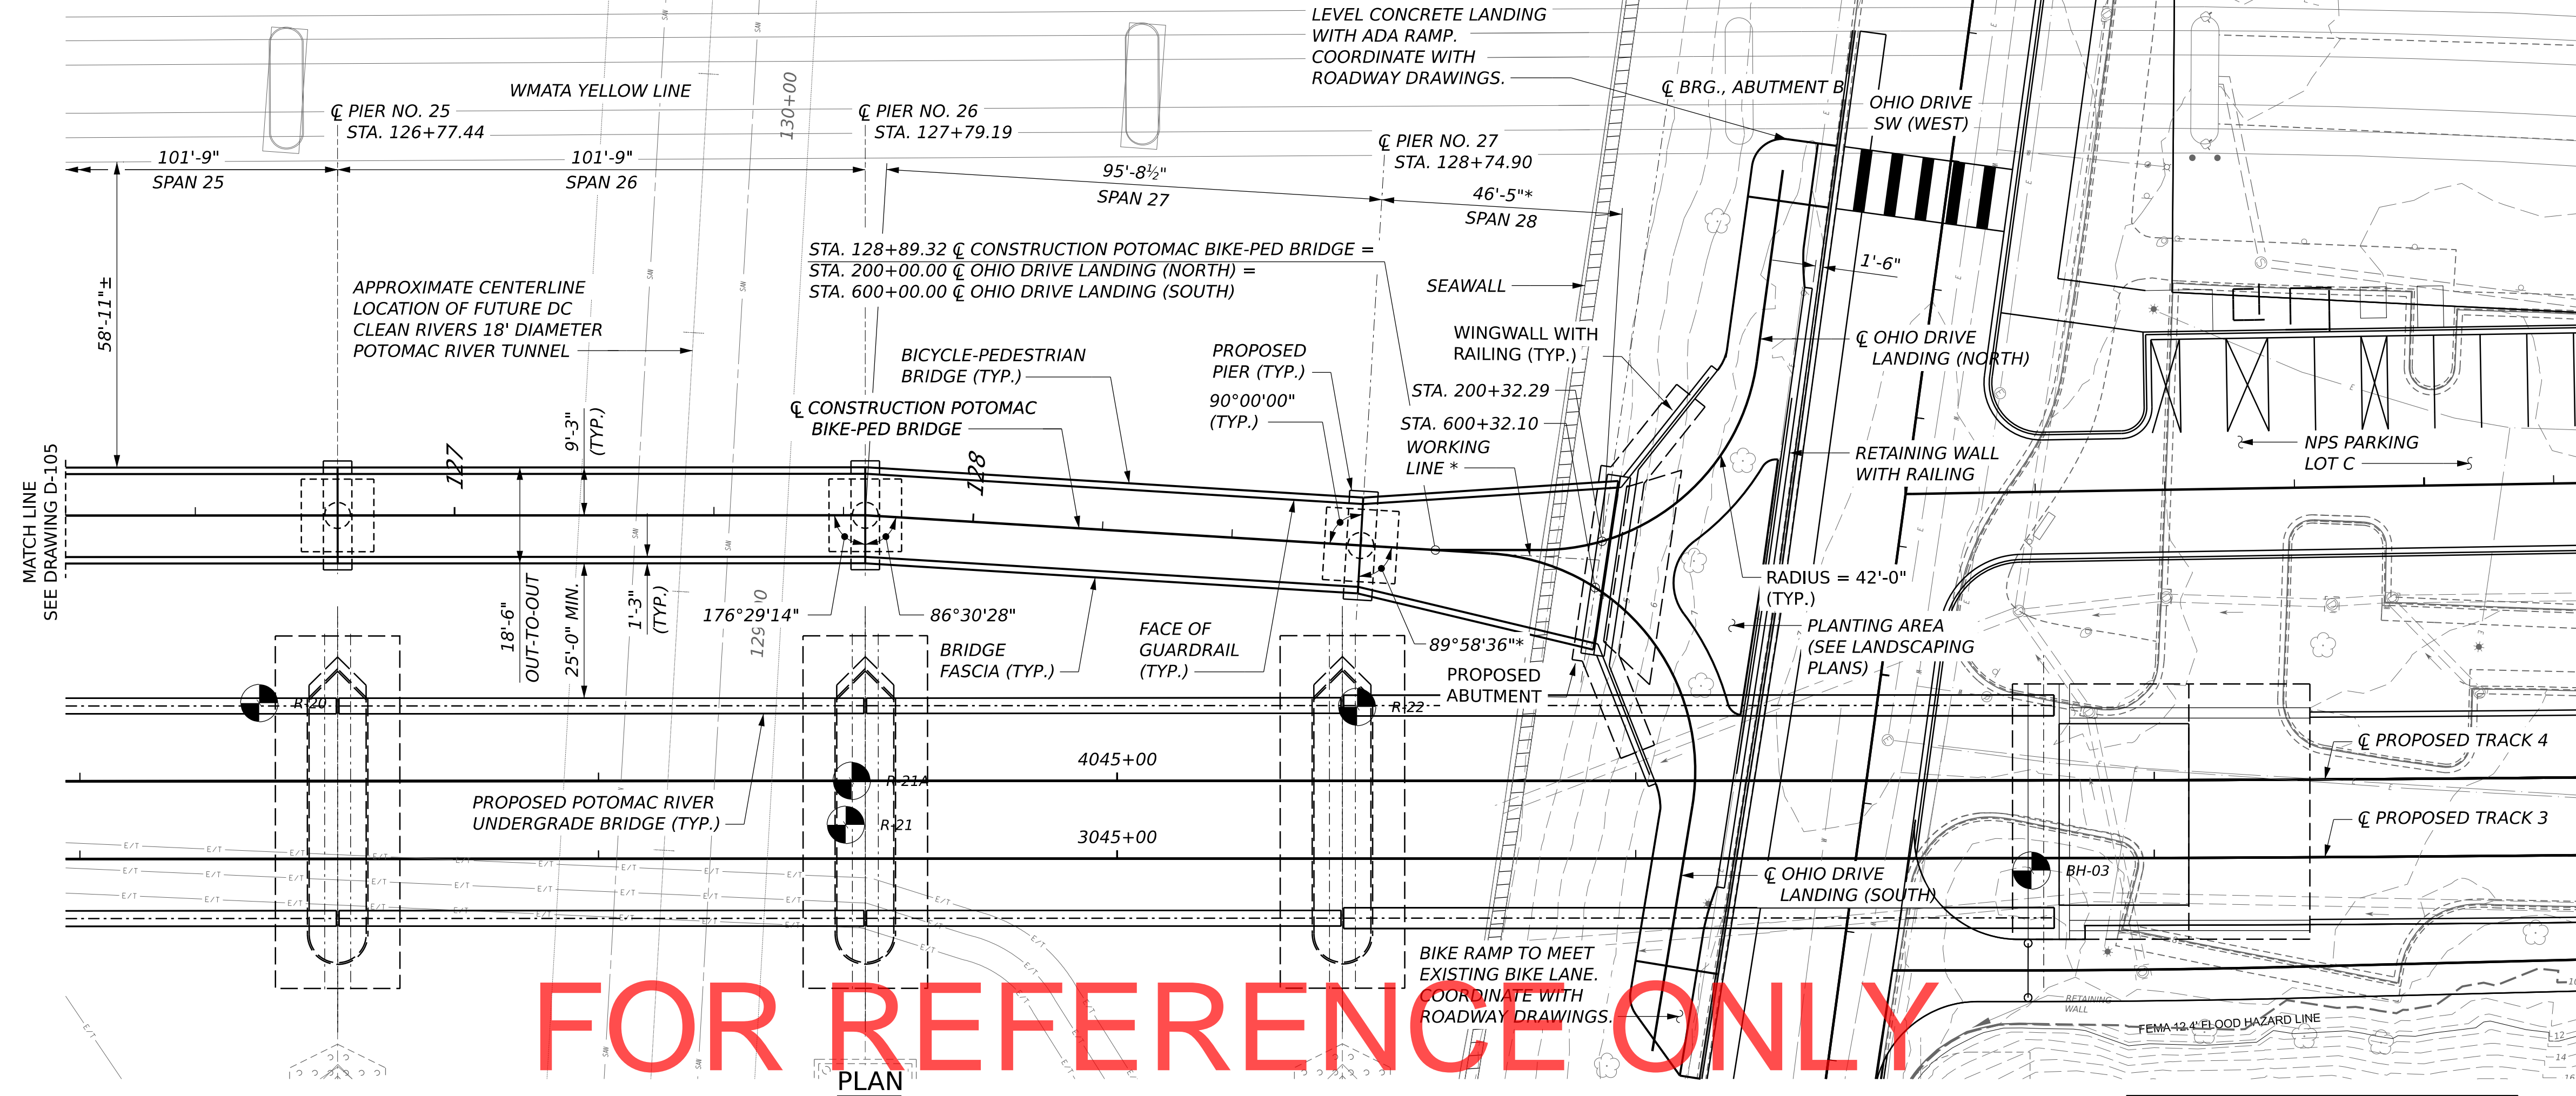 LEVEL CONCRETE LANDING
WITH ADA RAMP.
COORDINATE WITH
ROADWAY DRAWINGS.
WMATA YELLOW LINE
130+00
℄ PIER NO. 25
STA. 126+77.44
℄ PIER NO. 26
STA. 127+79.19
℄ PIER NO. 27
STA. 128+74.90
℄ BRG., ABUTMENT B
OHIO DRIVE
SW (WEST)
101'-9"
SPAN 25
101'-9"
SPAN 26
95'-8½"
SPAN 27
46'-5"*
SPAN 28
58'-11"±
STA. 128+89.32 ℄ CONSTRUCTION POTOMAC BIKE-PED BRIDGE =
STA. 200+00.00 ℄ OHIO DRIVE LANDING (NORTH) =
STA. 600+00.00 ℄ OHIO DRIVE LANDING (SOUTH)
APPROXIMATE CENTERLINE
LOCATION OF FUTURE DC
CLEAN RIVERS 18' DIAMETER
POTOMAC RIVER TUNNEL
SEAWALL
1'-6"
WINGWALL WITH
RAILING (TYP.)
℄ OHIO DRIVE
LANDING (NORTH)
BICYCLE-PEDESTRIAN
BRIDGE (TYP.)
PROPOSED
PIER (TYP.)
90°00'00"
(TYP.)
STA. 200+32.29
STA. 600+32.10
WORKING
LINE *
℄ CONSTRUCTION POTOMAC
BIKE-PED BRIDGE
9'-3"
(TYP.)
127
128
RETAINING WALL
WITH RAILING
NPS PARKING
LOT C
MATCH LINE
SEE DRAWING D-105
18'-6"
OUT-TO-OUT
25'-0" MIN.
1'-3"
(TYP.)
176°29'14"
86°30'28"
BRIDGE
FASCIA (TYP.)
FACE OF
GUARDRAIL
(TYP.)
89°58'36"*
PROPOSED
ABUTMENT
RADIUS = 42'-0"
(TYP.)
PLANTING AREA
(SEE LANDSCAPING
PLANS)
R-20
R-22
R-21A
R-21
4045+00
3045+00
PROPOSED POTOMAC RIVER
UNDERGRADE BRIDGE (TYP.)
℄ PROPOSED TRACK 4
℄ PROPOSED TRACK 3
BH-03
℄ OHIO DRIVE
LANDING (SOUTH)
BIKE RAMP TO MEET
EXISTING BIKE LANE.
COORDINATE WITH
ROADWAY DRAWINGS.
RETAINING
WALL
FEMA 12.4' FLOOD HAZARD LINE
FOR REFERENCE ONLY
PLAN